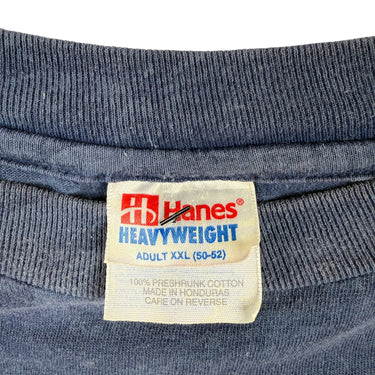 Hanes®
HEAVYWEIGHT
ADULT XXL (50-52)
100% PRESHRUNK COTTON
MADE IN HONDURAS
CARE ON REVERSE